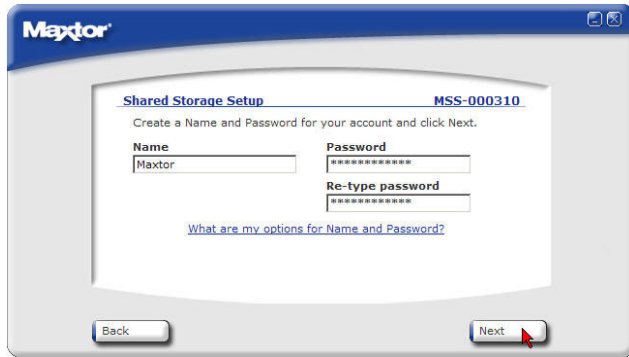 Maxtor
Shared Storage Setup MSS-000310
Create a Name and Password for your account and click Next.
Name Password
Maxtor ************
Re-type password
************
What are my options for Name and Password?
Back Next